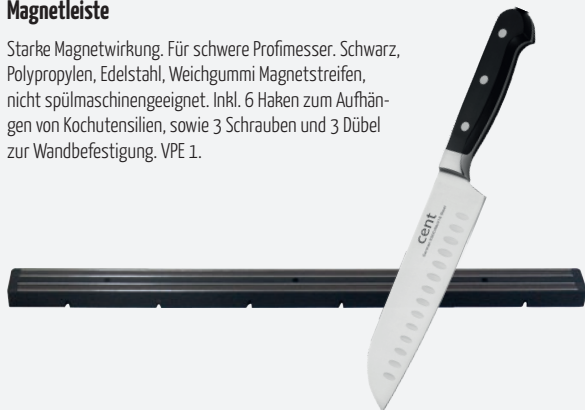 Magnetleiste
Starke Magnetwirkung. Für schwere Profimesser. Schwarz,
Polypropylen, Edelstahl, Weichgummi Magnetstreifen,
nicht spülmaschinengeeignet. Inkl. 6 Haken zum Aufhän-
gen von Kochutensilien, sowie 3 Schrauben und 3 Dübel
zur Wandbefestigung. VPE 1.
cent